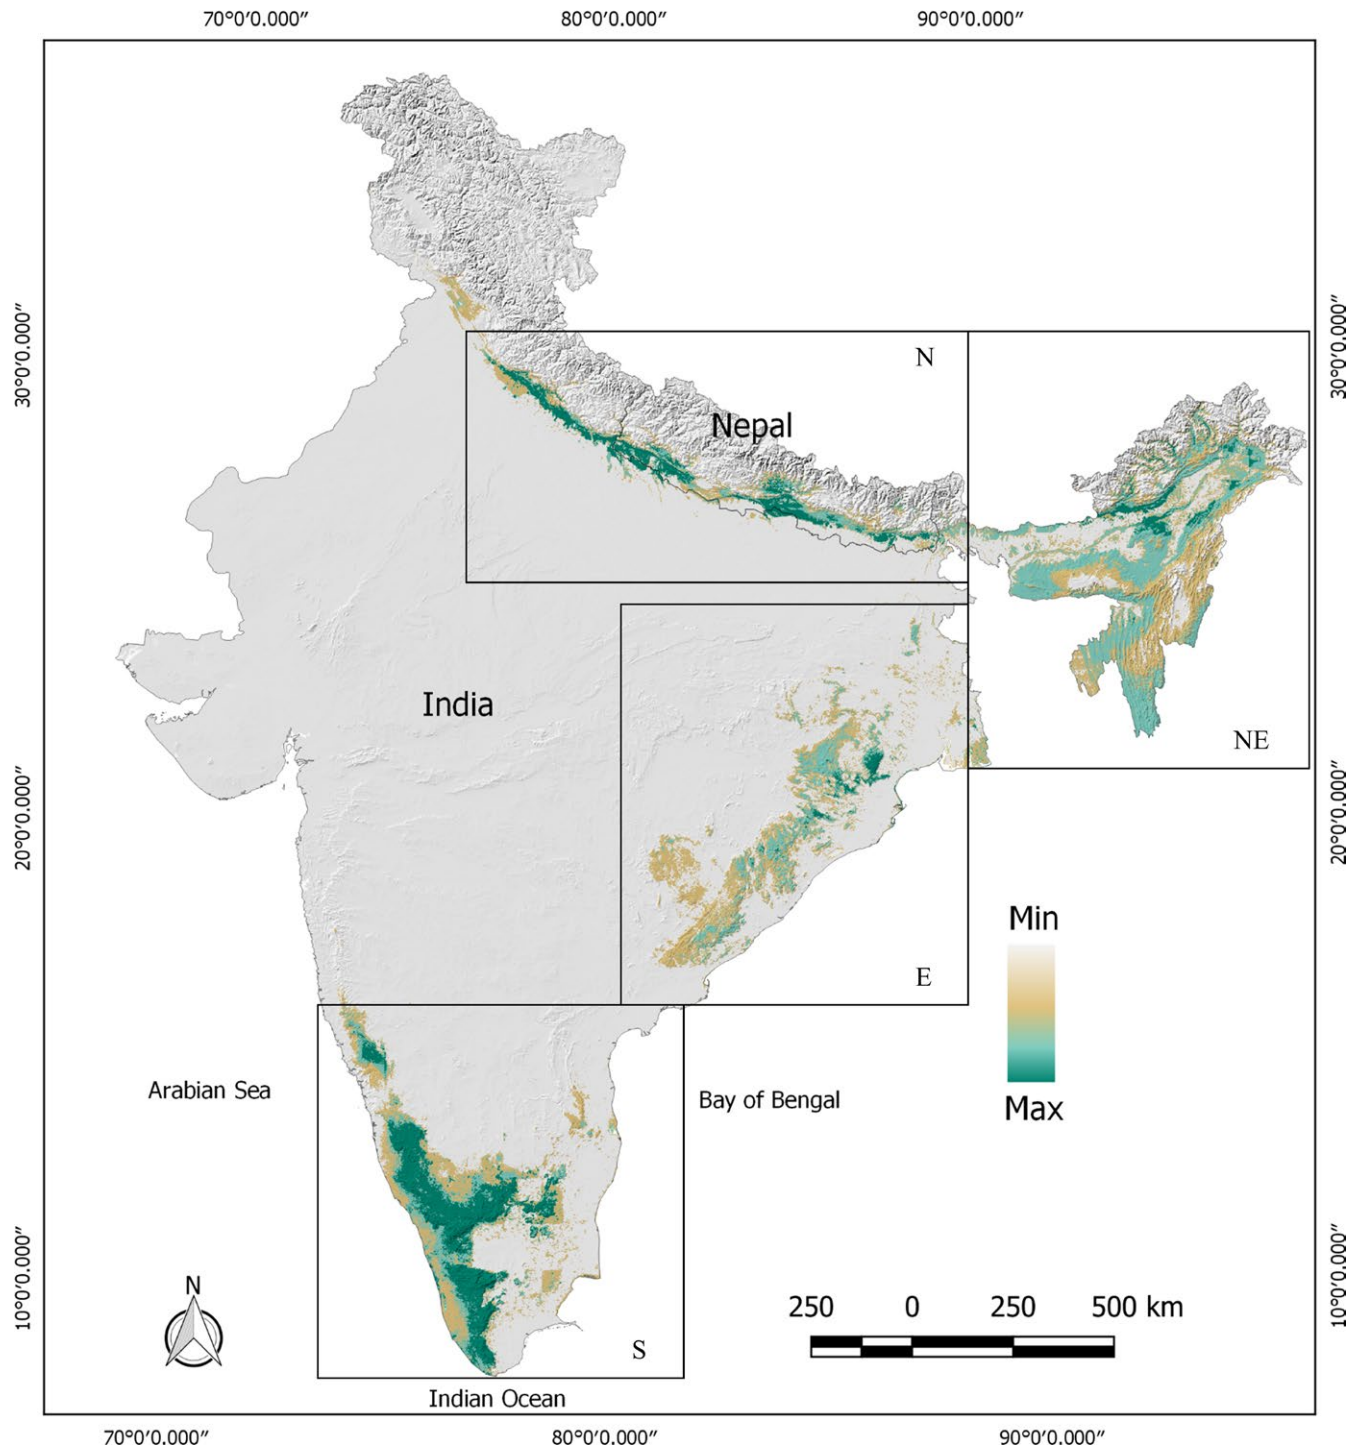 70°0′0.000″ 80°0′0.000″ 90°0′0.000″
30°0′0.000″
30°0′0.000″
N
Nepal
India
NE
20°0′0.000″
20°0′0.000″
Min
E
Max
Arabian Sea
Bay of Bengal
10°0′0.000″
10°0′0.000″
N
250 0 250 500 km
S
Indian Ocean
70°0′0.000″ 80°0′0.000″ 90°0′0.000″